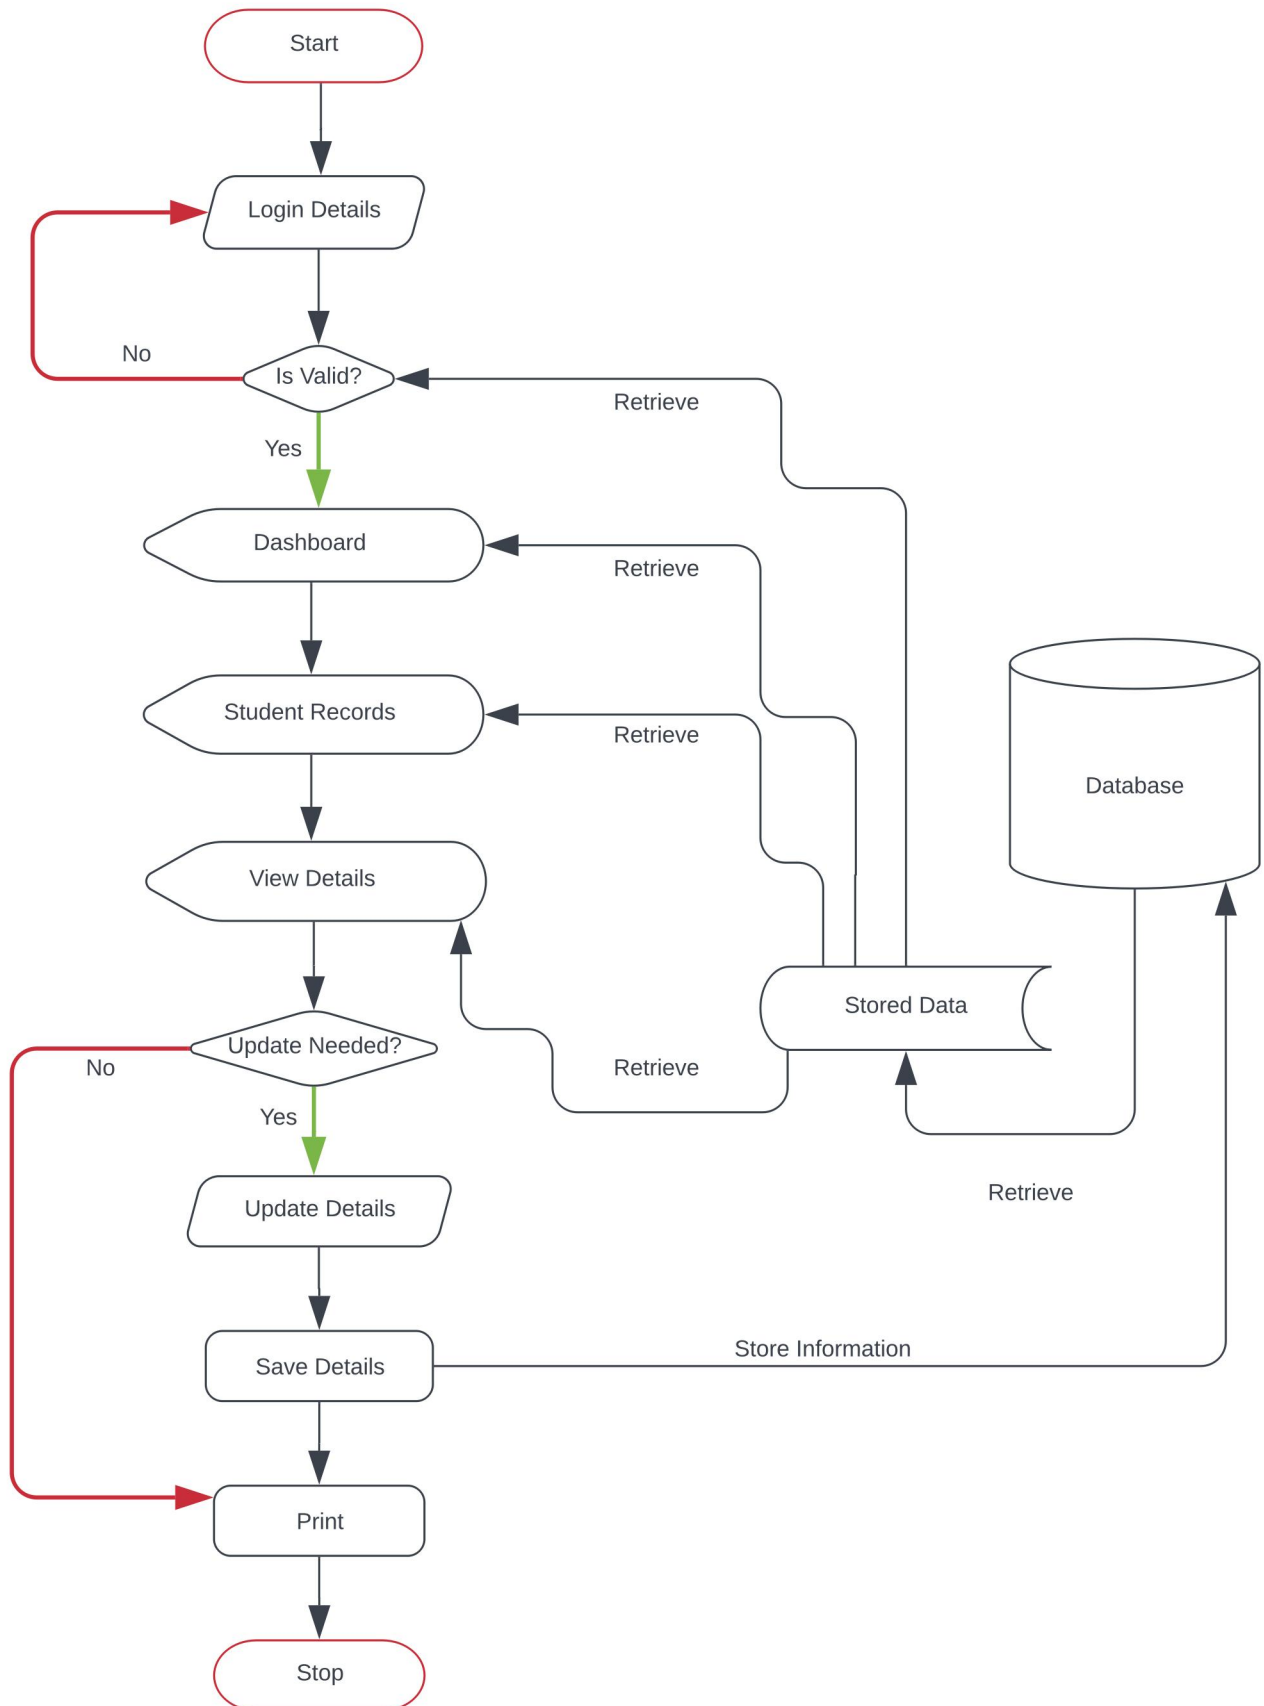 Start
Login Details
No
Is Valid?
Retrieve
Yes
Dashboard
Retrieve
Student Records
Retrieve
Database
View Details
Stored Data
Update Needed?
No
Retrieve
Yes
Retrieve
Update Details
Store Information
Save Details
Print
Stop